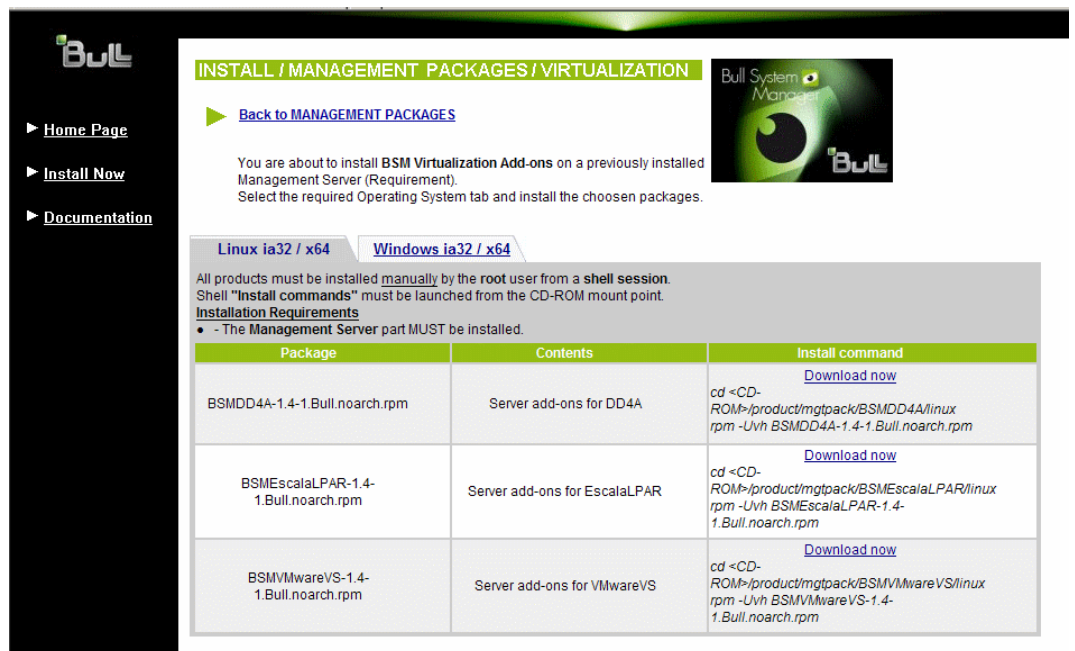 Bull
Home Page
Install Now
Documentation
INSTALL / MANAGEMENT PACKAGES / VIRTUALIZATION
Bull System
Manager
Bull
Back to MANAGEMENT PACKAGES
You are about to install BSM Virtualization Add-ons on a previously installed
Management Server (Requirement).
Select the required Operating System tab and install the choosen packages.
Linux ia32 / x64
Windows ia32 / x64
All products must be installed manually by the root user from a shell session.
Shell "Install commands" must be launched from the CD-ROM mount point.
Installation Requirements
● - The Management Server part MUST be installed.
Package
Contents
Install command
BSMDD4A-1.4-1.Bull.noarch.rpm
Server add-ons for DD4A
Download now
cd <CD-
ROM>/product/mgtpack/BSMDD4A/linux
rpm -Uvh BSMDD4A-1.4-1.Bull.noarch.rpm
BSMEscalaLPAR-1.4-
1.Bull.noarch.rpm
Server add-ons for EscalaLPAR
Download now
cd <CD-
ROM>/product/mgtpack/BSMEscalaLPAR/linux
rpm -Uvh BSMEscalaLPAR-1.4-
1.Bull.noarch.rpm
BSMVMwareVS-1.4-
1.Bull.noarch.rpm
Server add-ons for VMwareVS
Download now
cd <CD-
ROM>/product/mgtpack/BSMVMwareVS/linux
rpm -Uvh BSMVMwareVS-1.4-
1.Bull.noarch.rpm